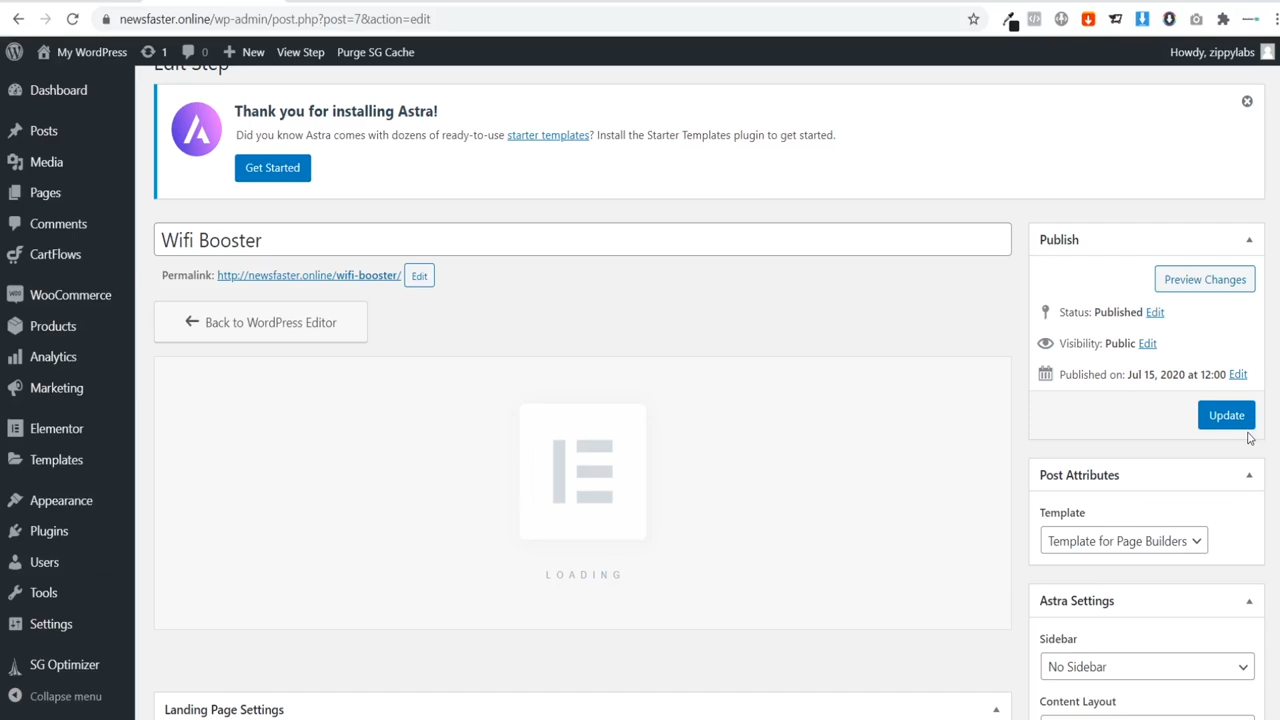 newsfaster.online/wp-admin/post.php?post=7&action=edit
My WordPress 1 0 New View Step Purge SG Cache Howdy, zippylabs
Edit Step
Dashboard
Posts
Media
Pages
Comments
CartFlows
WooCommerce
Products
Analytics
Marketing
Elementor
Templates
Appearance
Plugins
Users
Tools
Settings
SG Optimizer
Collapse menu
Thank you for installing Astra!
Did you know Astra comes with dozens of ready-to-use starter templates? Install the Starter Templates plugin to get started.
Get Started
Wifi Booster
Permalink: http://newsfaster.online/wifi-booster/ Edit
Back to WordPress Editor
LOADING
Landing Page Settings
Publish
Preview Changes
Status: Published Edit
Visibility: Public Edit
Published on: Jul 15, 2020 at 12:00 Edit
Update
Post Attributes
Template
Template for Page Builders
Astra Settings
Sidebar
No Sidebar
Content Layout